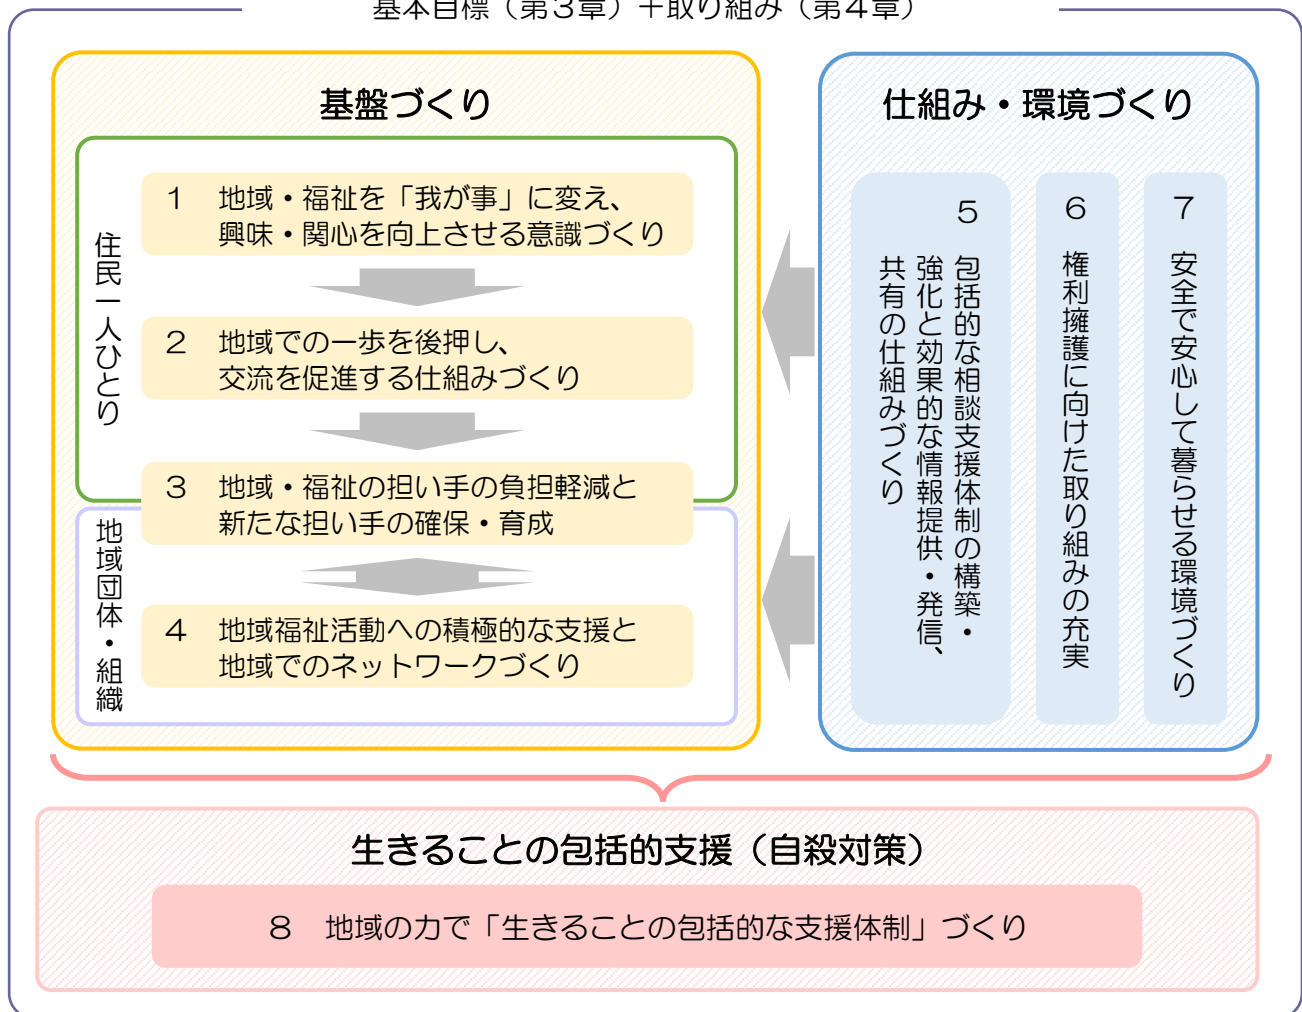 基本目標（第３章）＋取り組み（第４章）
基盤づくり
住民一人ひとり
１　地域・福祉を「我が事」に変え、
興味・関心を向上させる意識づくり
２　地域での一歩を後押し、
交流を促進する仕組みづくり
３　地域・福祉の担い手の負担軽減と
新たな担い手の確保・育成
地域団体・組織
４　地域福祉活動への積極的な支援と
地域でのネットワークづくり
仕組み・環境づくり
５　包括的な相談支援体制の構築・
強化と効果的な情報提供・発信、
共有の仕組みづくり
６　権利擁護に向けた取り組みの充実
７　安全で安心して暮らせる環境づくり
生きることの包括的支援（自殺対策）
８　地域の力で「生きることの包括的な支援体制」づくり